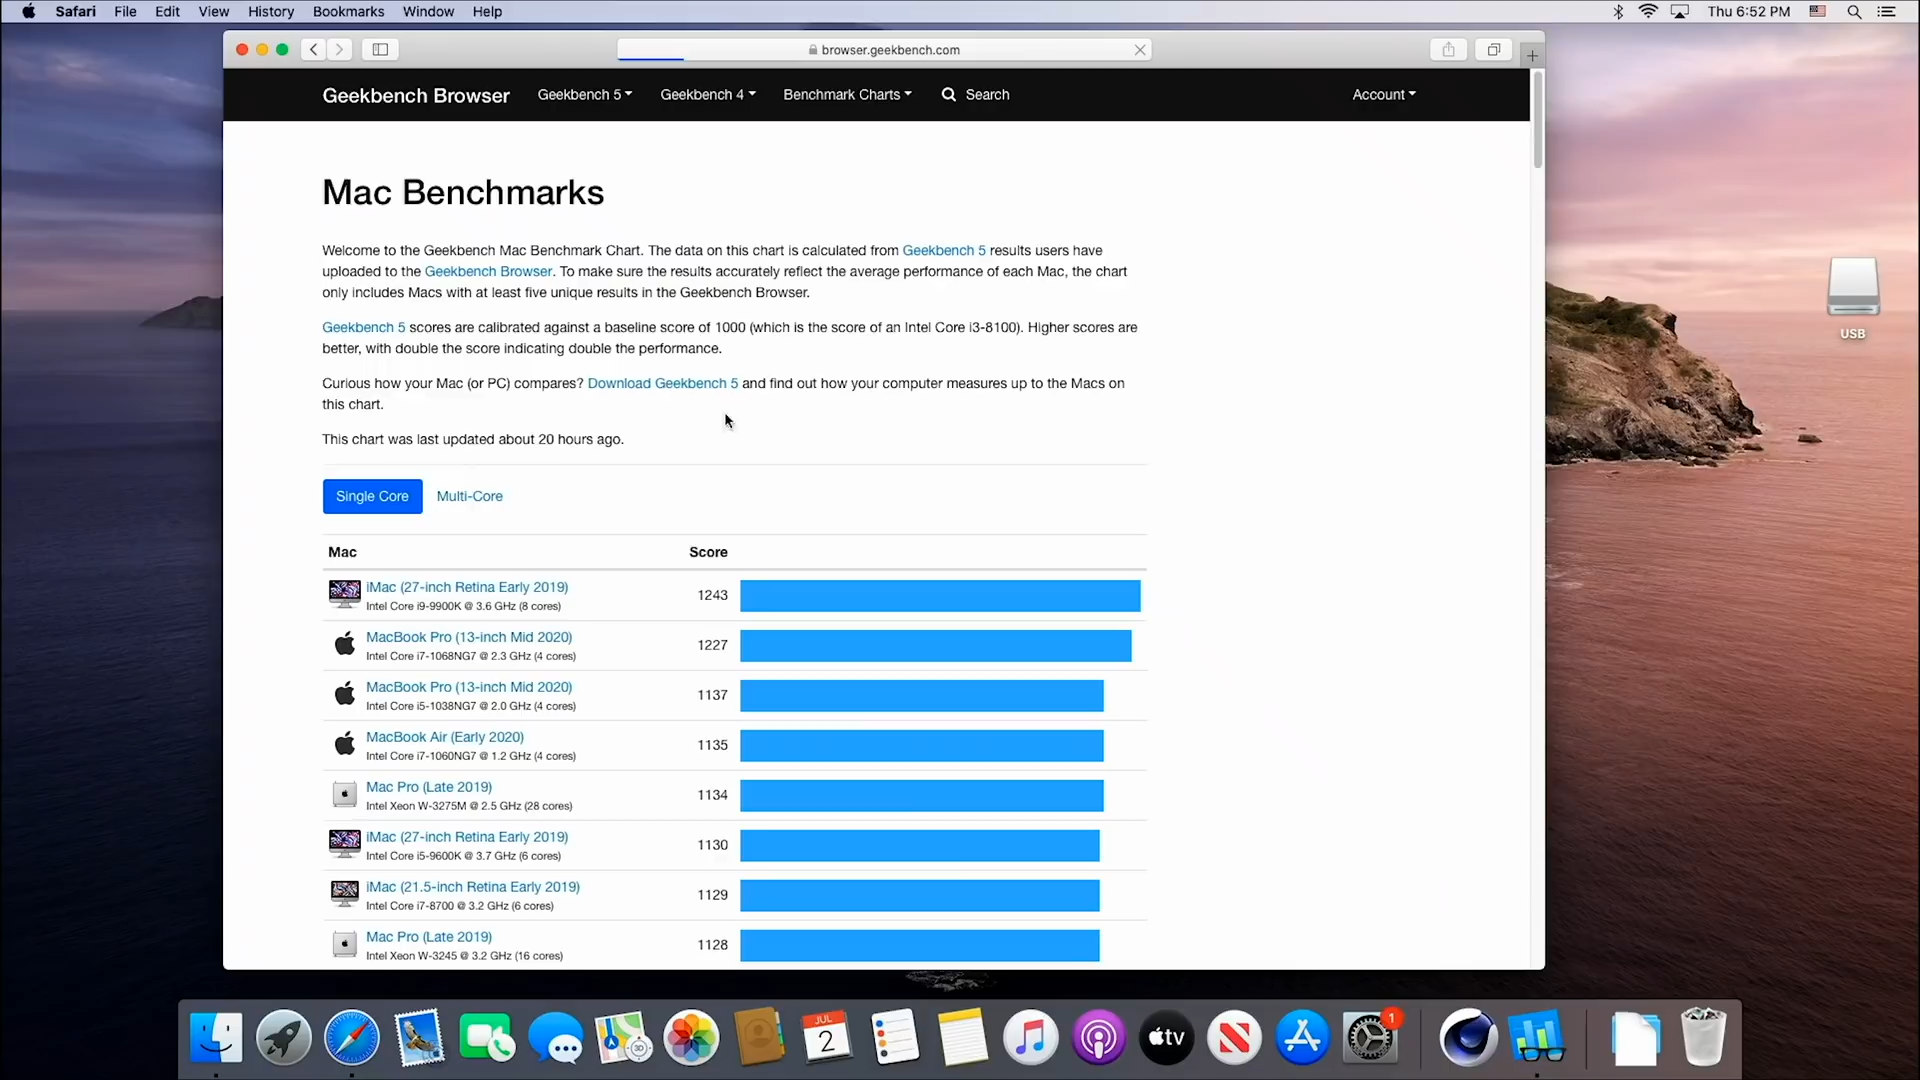 Safari File Edit View History Bookmarks Window Help Thu 6:52 PM
browser.geekbench.com
Geekbench Browser Geekbench 5 Geekbench 4 Benchmark Charts Search Account
Mac Benchmarks
Welcome to the Geekbench Mac Benchmark Chart. The data on this chart is calculated from Geekbench 5 results users have
uploaded to the Geekbench Browser. To make sure the results accurately reflect the average performance of each Mac, the chart
only includes Macs with at least five unique results in the Geekbench Browser.
Geekbench 5 scores are calibrated against a baseline score of 1000 (which is the score of an Intel Core i3-8100). Higher scores are
better, with double the score indicating double the performance.
Curious how your Mac (or PC) compares? Download Geekbench 5 and find out how your computer measures up to the Macs on
this chart.
This chart was last updated about 20 hours ago.
Single Core Multi-Core
Mac Score
iMac (27-inch Retina Early 2019)
Intel Core i9-9900K @ 3.6 GHz (8 cores)
1243
MacBook Pro (13-inch Mid 2020)
Intel Core i7-1068NG7 @ 2.3 GHz (4 cores)
1227
MacBook Pro (13-inch Mid 2020)
Intel Core i5-1038NG7 @ 2.0 GHz (4 cores)
1137
MacBook Air (Early 2020)
Intel Core i7-1060NG7 @ 1.2 GHz (4 cores)
1135
Mac Pro (Late 2019)
Intel Xeon W-3275M @ 2.5 GHz (28 cores)
1134
iMac (27-inch Retina Early 2019)
Intel Core i5-9600K @ 3.7 GHz (6 cores)
1130
iMac (21.5-inch Retina Early 2019)
Intel Core i7-8700 @ 3.2 GHz (6 cores)
1129
Mac Pro (Late 2019)
Intel Xeon W-3245 @ 3.2 GHz (16 cores)
1128
USB
JUL
2
3D
tv
1